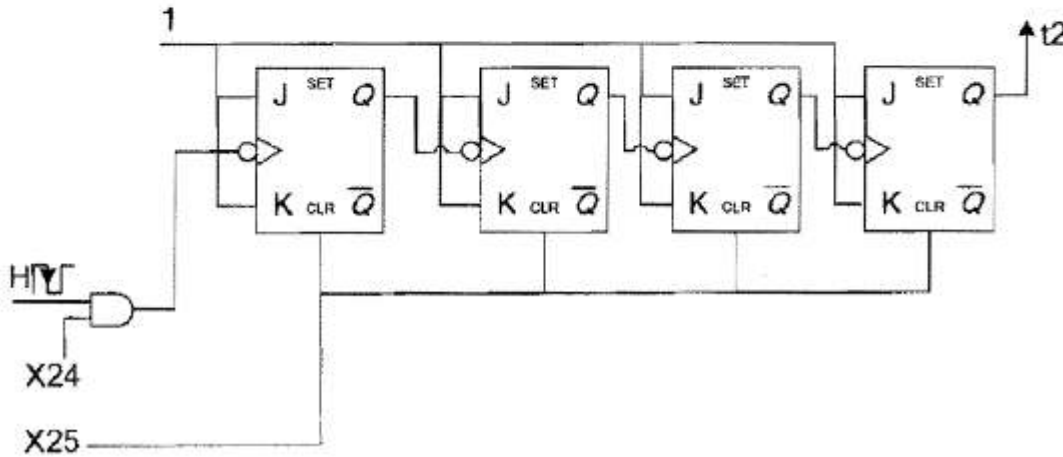 1
t2
J SET Q J SET Q J SET Q J SET Q
K CLR Q K CLR Q K CLR Q K CLR Q
H
X24
X25